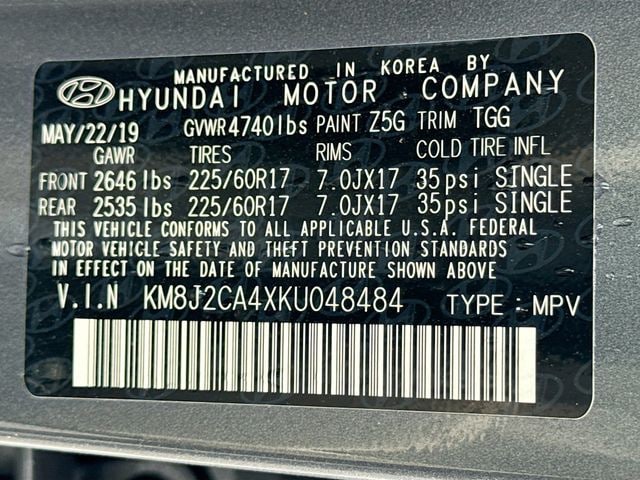 MANUFACTURED IN KOREA BY
HYUNDAI MOTOR COMPANY
MAY/22/19 GVWR 4740lbs PAINT Z5G TRIM TGG
GAWR TIRES RIMS COLD TIRE INFL
FRONT 2646lbs 225/60R17 7.0JX17 35psi SINGLE
REAR 2535lbs 225/60R17 7.0JX17 35psi SINGLE
THIS VEHICLE CONFORMS TO ALL APPLICABLE U.S.A. FEDERAL
MOTOR VEHICLE SAFETY AND THEFT PREVENTION STANDARDS
IN EFFECT ON THE DATE OF MANUFACTURE SHOWN ABOVE
V.I.N KM8J2CA4XKU048484 TYPE : MPV